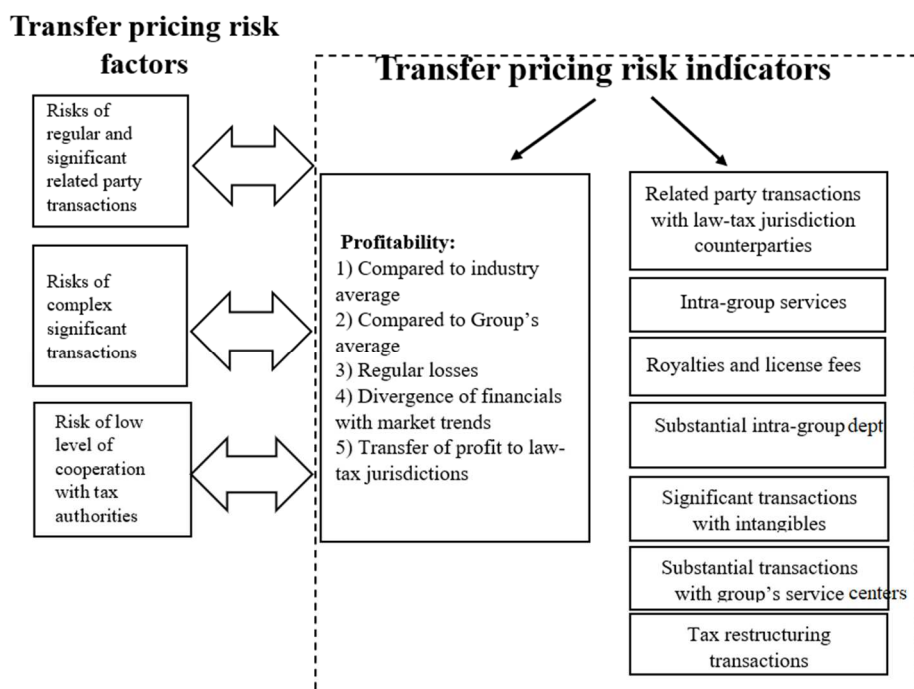 Transfer pricing risk
factors
Risks of
regular and
significant
related party
transactions
Risks of
complex
significant
transactions
Risk of low
level of
cooperation
with tax
authorities
Transfer pricing risk indicators
Profitability:
1) Compared to industry
average
2) Compared to Group's
average
3) Regular losses
4) Divergence of financials
with market trends
5) Transfer of profit to law-
tax jurisdictions
Related party transactions
with law-tax jurisdiction
counterparties
Intra-group services
Royalties and license fees
Substantial intra-group dept
Significant transactions
with intangibles
Substantial transactions
with group's service centers
Tax restructuring
transactions